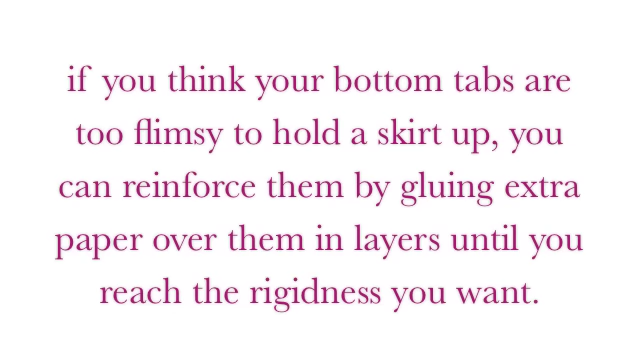 if you think your bottom tabs are
too flimsy to hold a skirt up, you
can reinforce them by gluing extra
paper over them in layers until you
reach the rigidness you want.